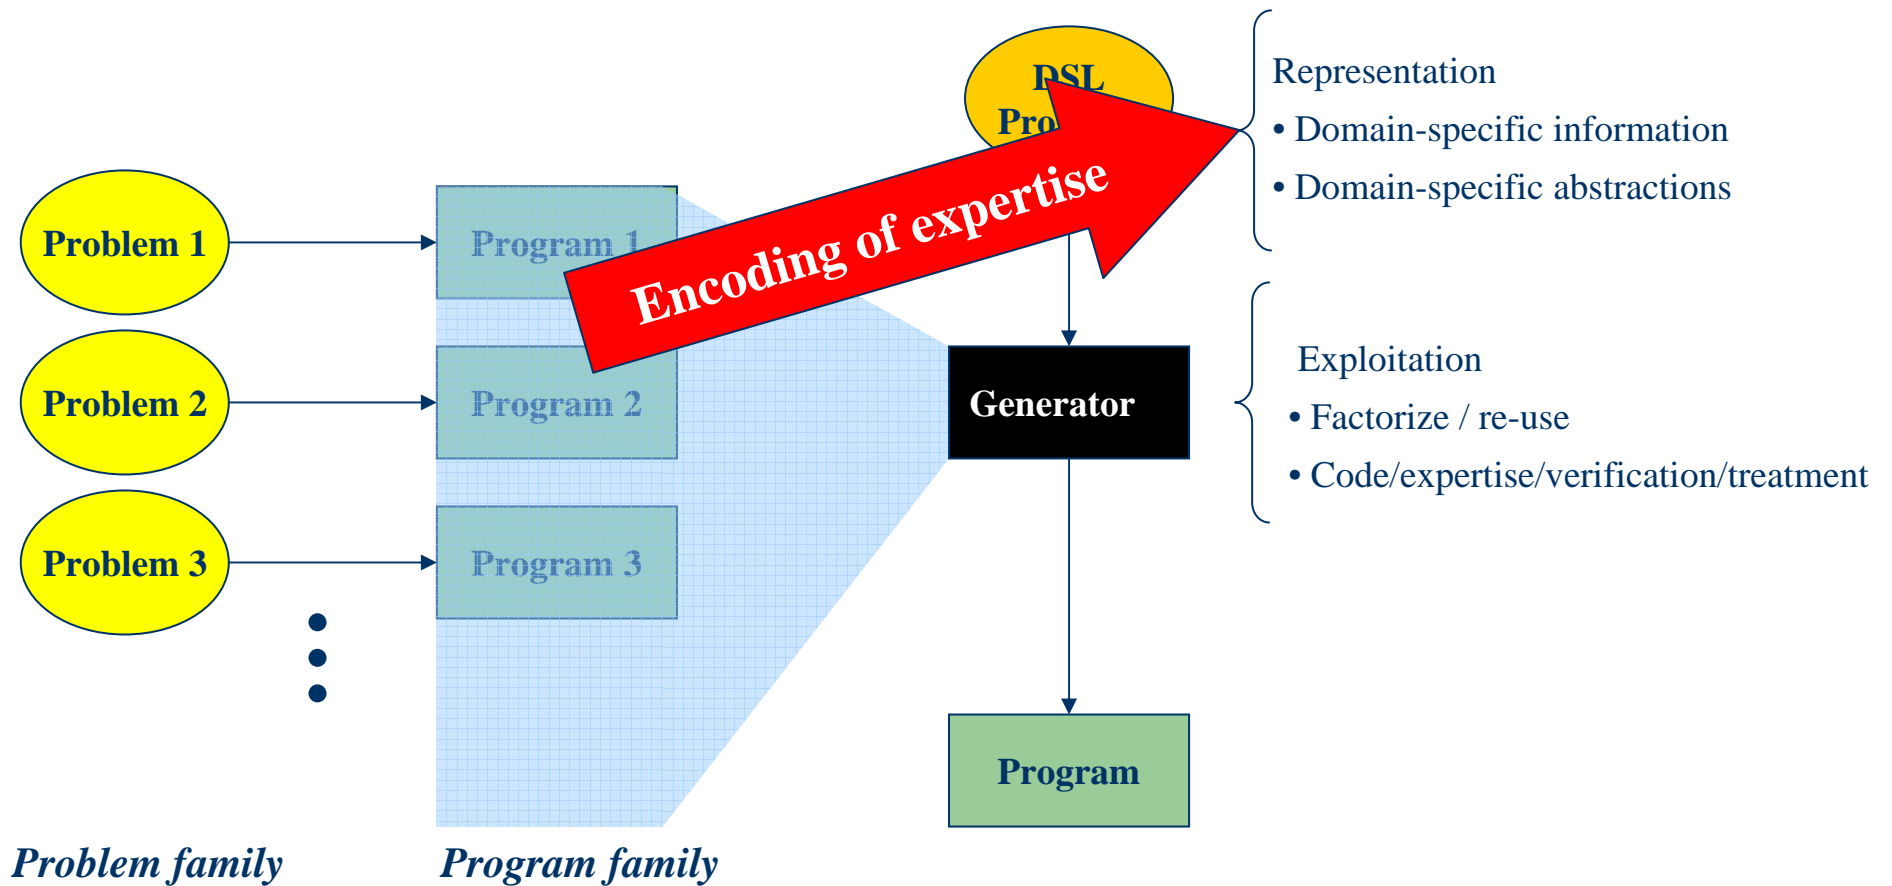 DSL
Representation
• Domain-specific information
• Domain-specific abstractions
Problem 1
Program 1
Encoding of expertise
Problem 2
Program 2
Generator
Exploitation
• Factorize / re-use
• Code/expertise/verification/treatment
Problem 3
Program 3
Program
Problem family
Program family